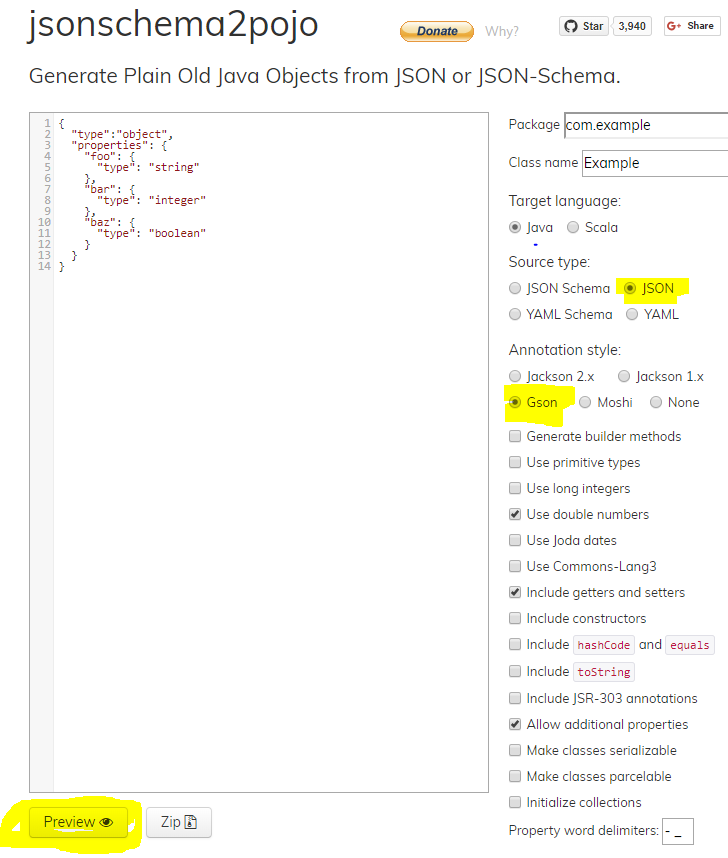 jsonschema2pojo
Donate Why? Star 3,940 G+ Share
Generate Plain Old Java Objects from JSON or JSON-Schema.
1 {
2 "type":"object",
3 "properties": {
4 "foo": {
5 "type": "string"
6 },
7 "bar": {
8 "type": "integer"
9 },
10 "baz": {
11 "type": "boolean"
12 }
13 }
14 }
Package com.example
Class name Example
Target language:
Java Scala
Source type:
JSON Schema JSON
YAML Schema YAML
Annotation style:
Jackson 2.x Jackson 1.x
Gson Moshi None
Generate builder methods
Use primitive types
Use long integers
Use double numbers
Use Joda dates
Use Commons-Lang3
Include getters and setters
Include constructors
Include hashCode and equals
Include toString
Include JSR-303 annotations
Allow additional properties
Make classes serializable
Make classes parcelable
Initialize collections
Property word delimiters: - _
Preview Zip